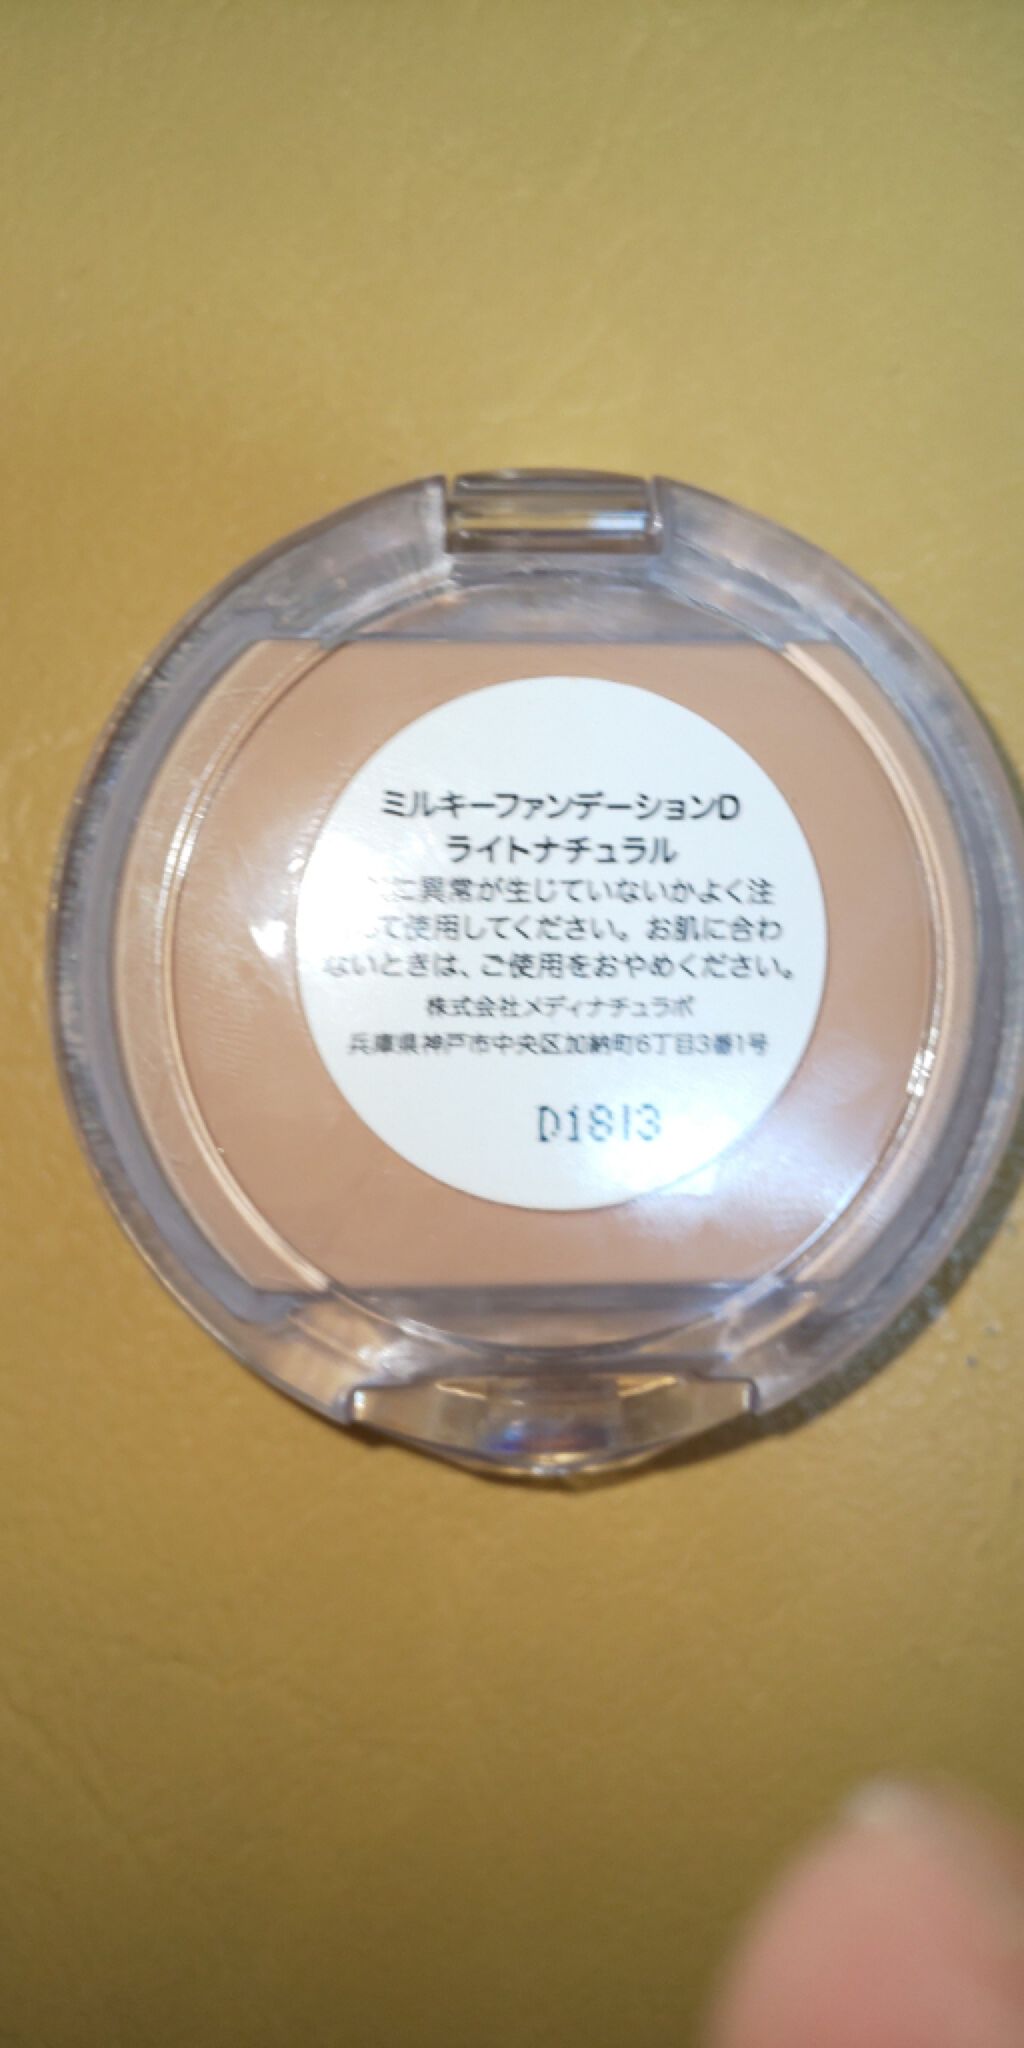 ミルキーファンデーションD
ライトナチュラル
に異常が生じていないかよく注
て使用してください。お肌に合わ
ないときは、ご使用をおやめください。
株式会社メディナチュラボ
兵庫県神戸市中央区加納町6丁目3番1号
D1813